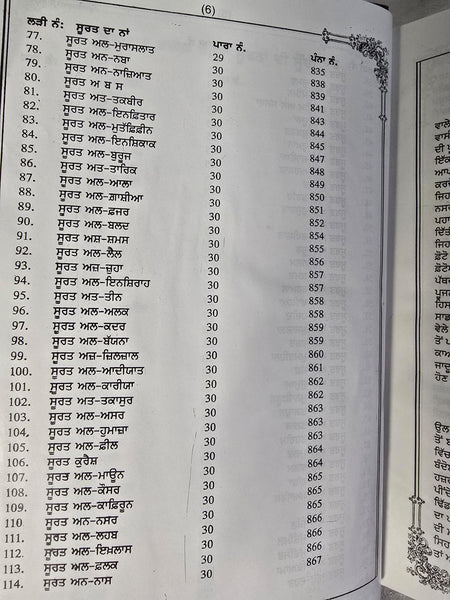 (6)
ਲੜੀ ਨੰ: ਸੂਰਤ ਦਾ ਨਾਂ ਪਾਰਾ ਨੰ. ਪੰਨਾ ਨੰ.
77. ਸੂਰਤ ਅਲ-ਮੁਰਾਸਲਾਤ 29 835
78. ਸੂਰਤ ਅਨ-ਨਬਾ 30 838
79. ਸੂਰਤ ਅਨ-ਨਾਜ਼ਿਆਤ 30 839
80. ਸੂਰਤ ਅ ਬ ਸ 30 841
81. ਸੂਰਤ ਅਤ-ਤਕਬੀਰ 30 843
82. ਸੂਰਤ ਅਲ-ਇਨਫ਼ਿਤਾਰ 30 844
83. ਸੂਰਤ ਅਲ-ਮੁਤੱਫ਼ਿਫ਼ੀਨ 30 845
84. ਸੂਰਤ ਅਲ-ਇਨਸ਼ਿਕਾਕ 30 847
85. ਸੂਰਤ ਅਲ-ਬੁਰੂਜ 30 848
86. ਸੂਰਤ ਅਤ-ਤਾਰਿਕ 30 849
87. ਸੂਰਤ ਅਲ-ਆਲਾ 30 850
88. ਸੂਰਤ ਅਲ-ਗ਼ਾਸ਼ੀਆ 30 851
89. ਸੂਰਤ ਅਲ-ਫ਼ਜਰ 30 852
90. ਸੂਰਤ ਅਲ-ਬਲਦ 30 854
91. ਸੂਰਤ ਅਸ਼-ਸ਼ਮਸ 30 855
92. ਸੂਰਤ ਅਲ-ਲੈਲ 30 856
93. ਸੂਰਤ ਅਜ਼-ਜ਼ੁਹਾ 30 857
94. ਸੂਰਤ ਅਲ-ਇਨਸ਼ਿਰਾਹ 30 857
95. ਸੂਰਤ ਅਤ-ਤੀਨ 30 858
96. ਸੂਰਤ ਅਲ-ਅਲਕ 30 858
97. ਸੂਰਤ ਅਲ-ਕਦਰ 30 859
98. ਸੂਰਤ ਅਲ-ਬੱਯਨਾ 30 859
99. ਸੂਰਤ ਅਜ਼-ਜ਼ਿਲਜ਼ਾਲ 30 860
100. ਸੂਰਤ ਅਲ-ਆਦੀਯਾਤ 30 861
101. ਸੂਰਤ ਅਲ-ਕਾਰੀਯਾ 30 862
102. ਸੂਰਤ ਅਤ-ਤਕਾਸੁਰ 30 862
103. ਸੂਰਤ ਅਲ-ਅਸਰ 30 863
104. ਸੂਰਤ ਅਲ-ਹੁਮਾਜ਼ਾ 30 863
105. ਸੂਰਤ ਅਲ-ਫ਼ੀਲ 30 863
106. ਸੂਰਤ ਕੁਰੈਸ਼ 30 864
107. ਸੂਰਤ ਅਲ-ਮਾਊਨ 30 864
108. ਸੂਰਤ ਅਲ-ਕੌਸਰ 30 865
109. ਸੂਰਤ ਅਲ-ਕਾਫ਼ਿਰੂਨ 30 865
110. ਸੂਰਤ ਅਨ-ਨਸਰ 30 865
111. ਸੂਰਤ ਅਲ-ਲਹਬ 30 866
112. ਸੂਰਤ ਅਲ-ਇਖ਼ਲਾਸ 30 866
113. ਸੂਰਤ ਅਲ-ਫ਼ਲਕ 30 866
114. ਸੂਰਤ ਅਨ-ਨਾਸ 30 867